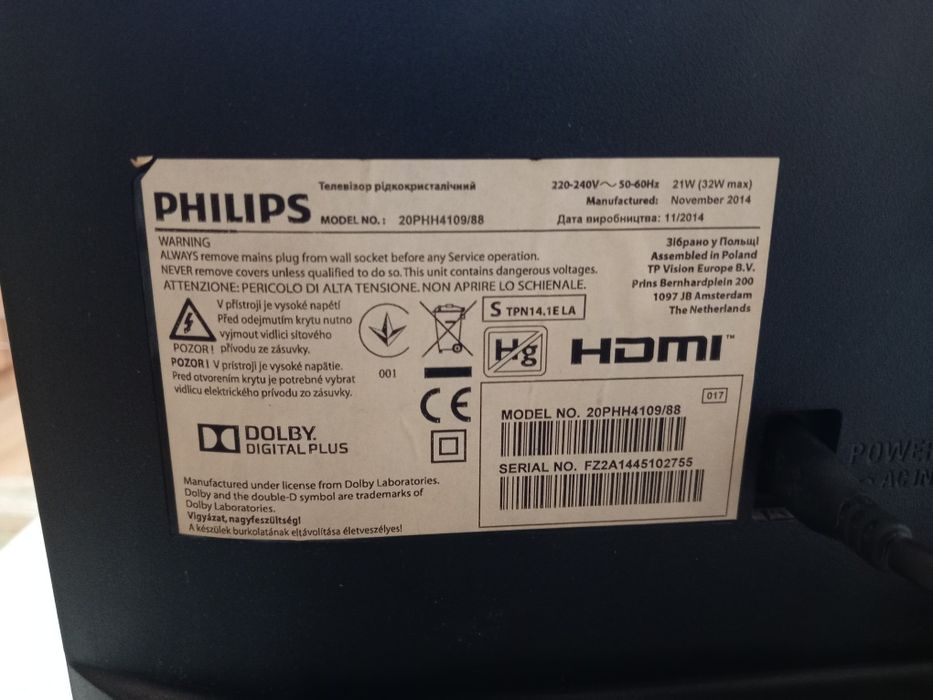 PHILIPS
Телевізор рідкокристалічний
MODEL NO.: 20PHH4109/88
220-240V～ 50-60Hz 21W (32W max)
Manufactured: November 2014
Дата виробництва: 11/2014
WARNING
ALWAYS remove mains plug from wall socket before any Service operation.
NEVER remove covers unless qualified to do so. This unit contains dangerous voltages.
ATTENZIONE: PERICOLO DI ALTA TENSIONE. NON APRIRE LO SCHIENALE.
Зібрано у Польщі
Assembled in Poland
TP Vision Europe B.V.
Prins Bernhardplein 200
1097 JB Amsterdam
The Netherlands
V přístroji je vysoké napětí
Před odejmutím krytu nutno
vyjmout vidlici síťového
POZOR! přívodu ze zásuvky.
POZOR! V prístroji je vysoké napätie.
Pred otvorením krytu je potrebné vybrat
vidlicu elektrického prívodu zo zásuvky.
001
S TPN14.1E LA
Hg
HDMI™
CE
DOLBY.
DIGITAL PLUS
017
MODEL NO. 20PHH4109/88
SERIAL NO. FZ2A1445102755
Manufactured under license from Dolby Laboratories.
Dolby and the double-D symbol are trademarks of
Dolby Laboratories.
Vigyázat, nagyfeszültség!
A készülek burkolatának eltávolítása életveszélyes!
POWER
~ AC IN